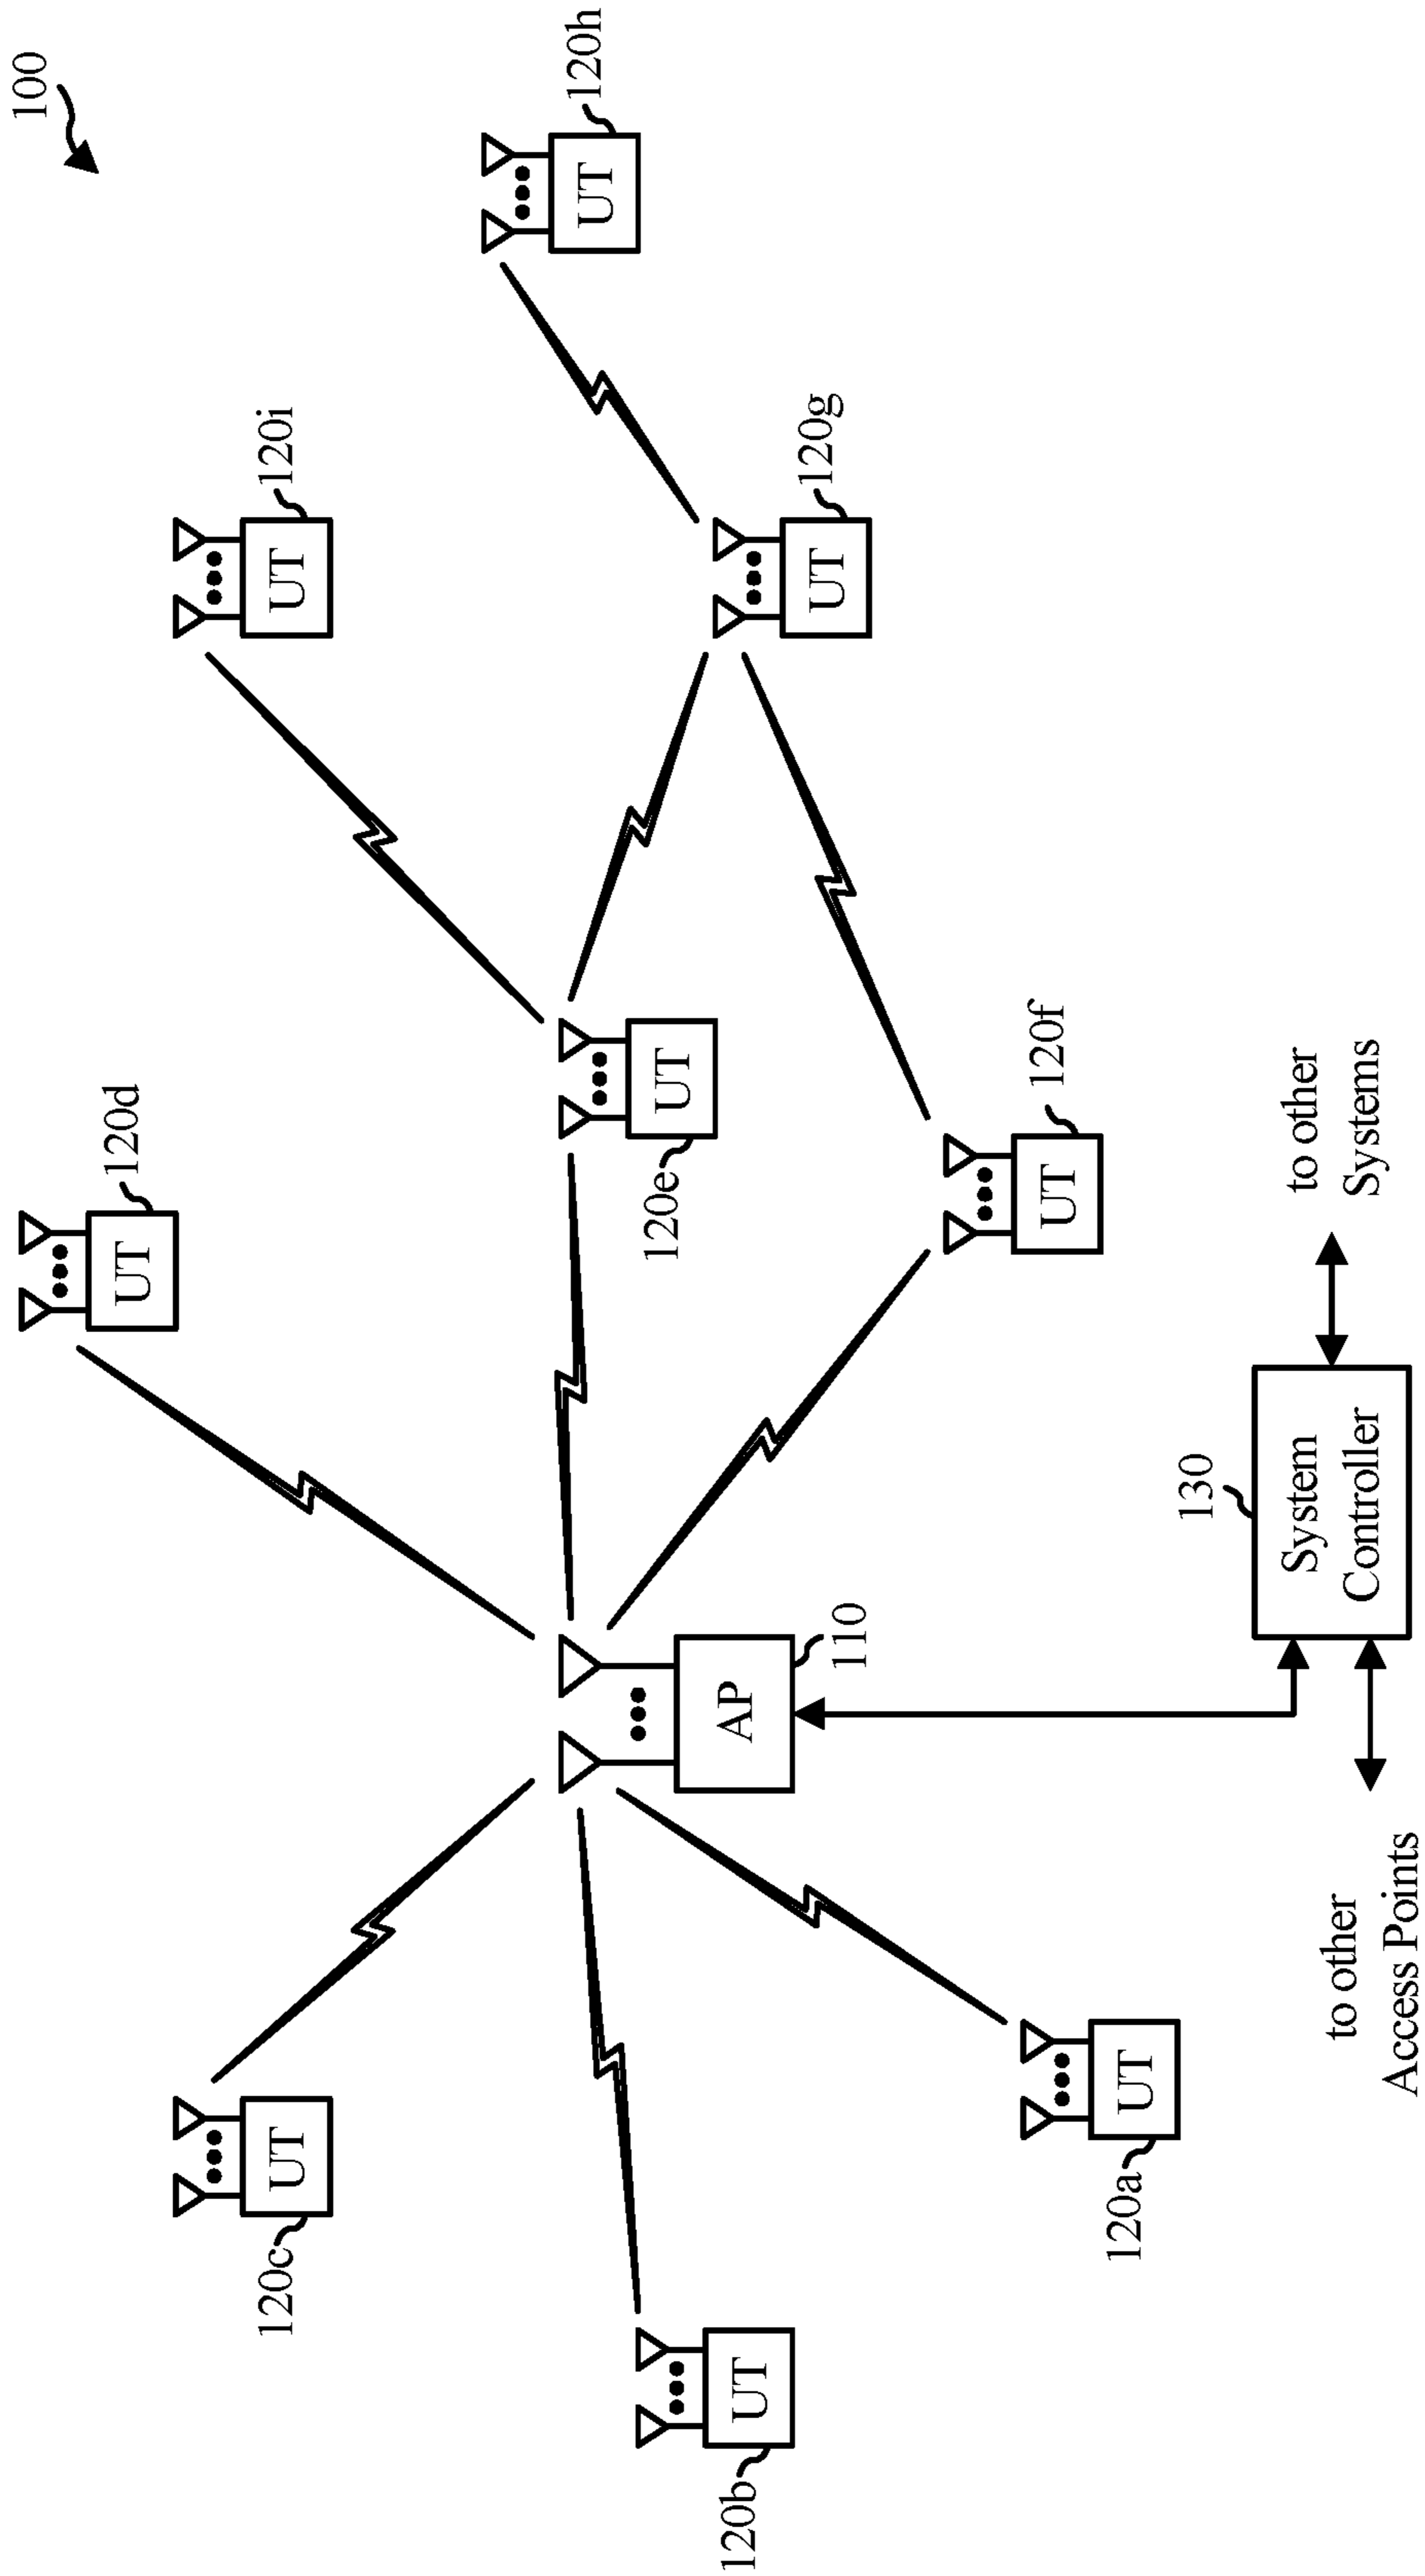 100
120d
UT
120i
UT
120c
UT
120h
UT
120e
UT
AP
110
120g
UT
120b
UT
120f
UT
120a
UT
130
System
Controller
to other
Systems
to other
Access Points